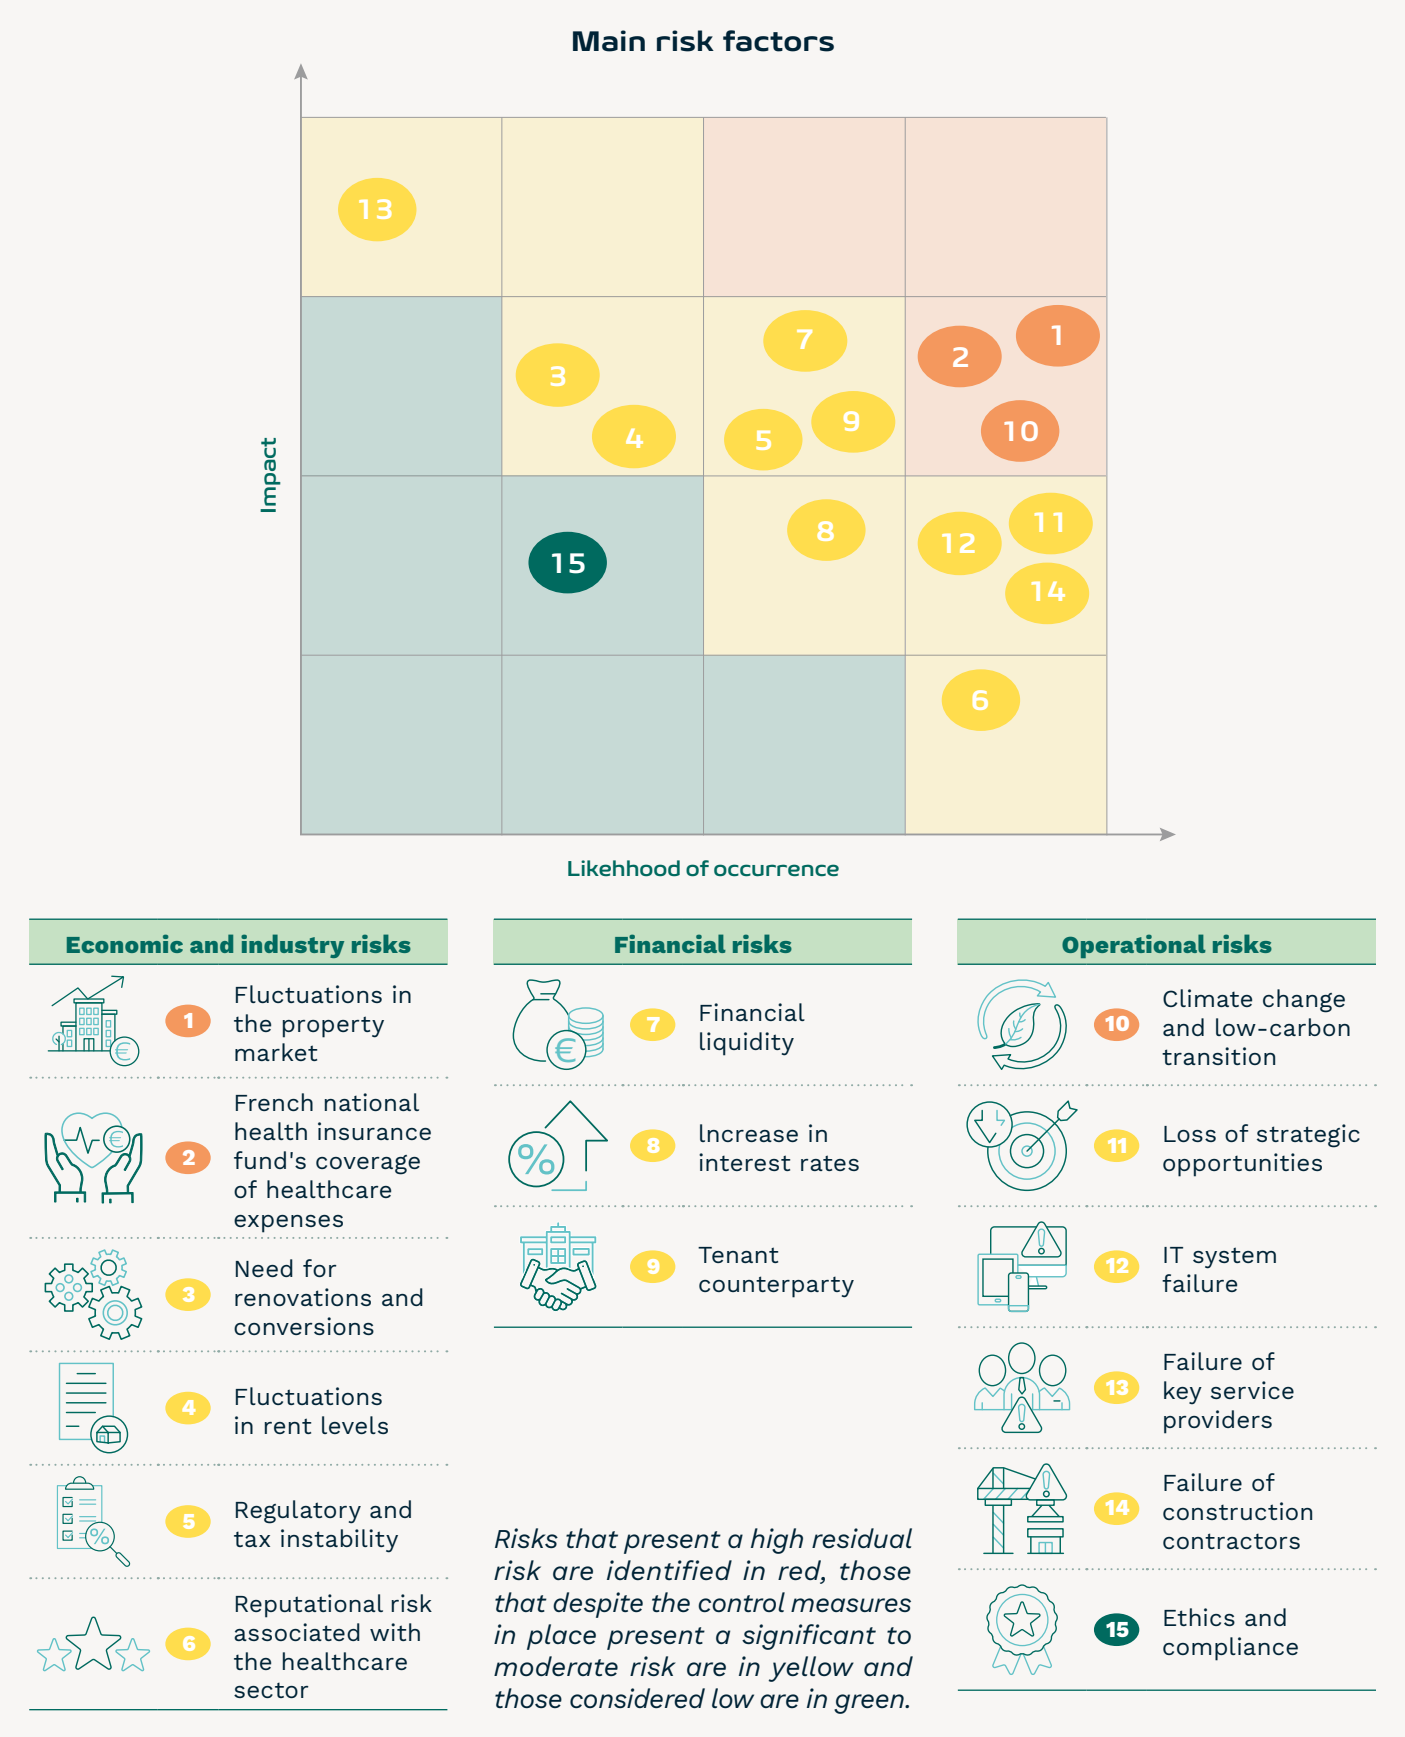 Main risk factors
13
7
1
2
3
9
4
5
10
8
11
12
15
14
6
Impact
Likehhood of occurrence
Economic and industry risks
1
Fluctuations in
the property
market
€
2
French national
health insurance
fund's coverage
of healthcare
expenses
€
3
Need for
renovations and
conversions
4
Fluctuations
in rent levels
5
Regulatory and
tax instability
%
6
Reputational risk
associated with
the healthcare
sector
Financial risks
7
Financial
liquidity
€
8
Increase in
interest rates
%
9
Tenant
counterparty
Risks that present a high residual
risk are identified in red, those
that despite the control measures
in place present a significant to
moderate risk are in yellow and
those considered low are in green.
Operational risks
10
Climate change
and low-carbon
transition
11
Loss of strategic
opportunities
12
IT system
failure
!
13
Failure of
key service
providers
!
14
Failure of
construction
contractors
!
15
Ethics and
compliance